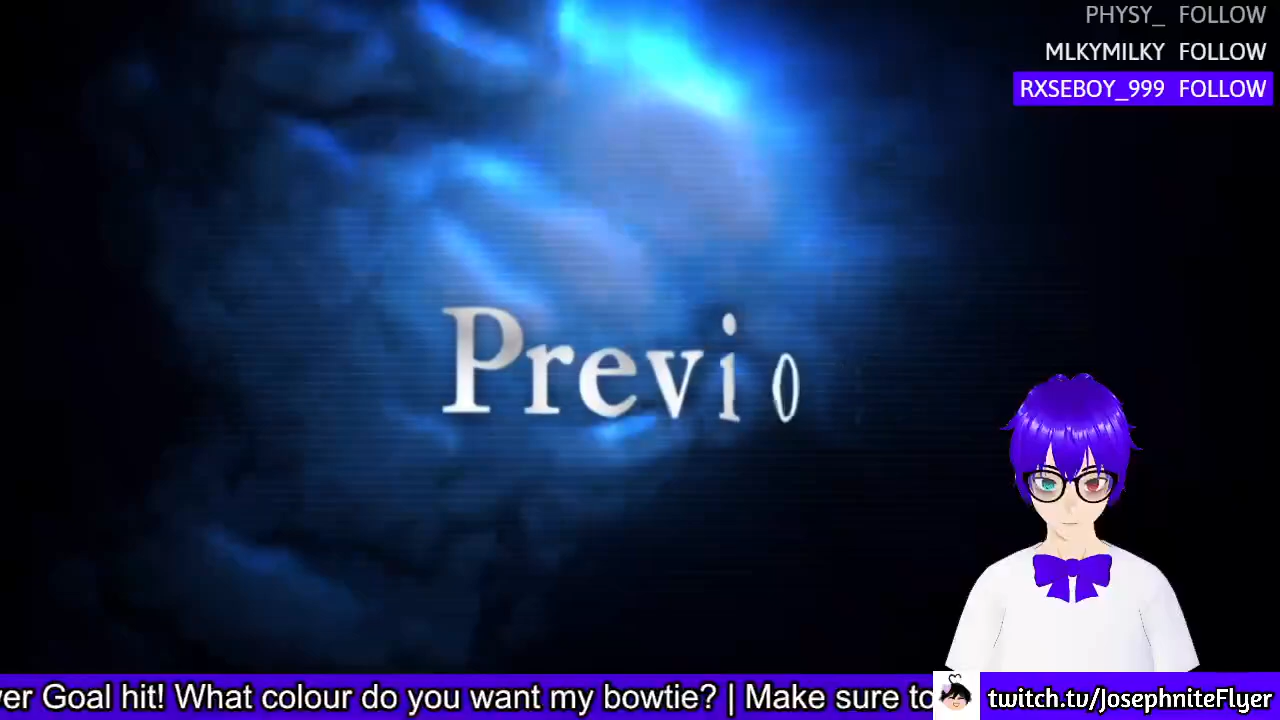 PHYSY_ FOLLOW
MLKYMILKY FOLLOW
RXSEBOY_999 FOLLOW
Previo
er Goal hit! What colour do you want my bowtie? | Make sure to
twitch.tv/JosephniteFlyer